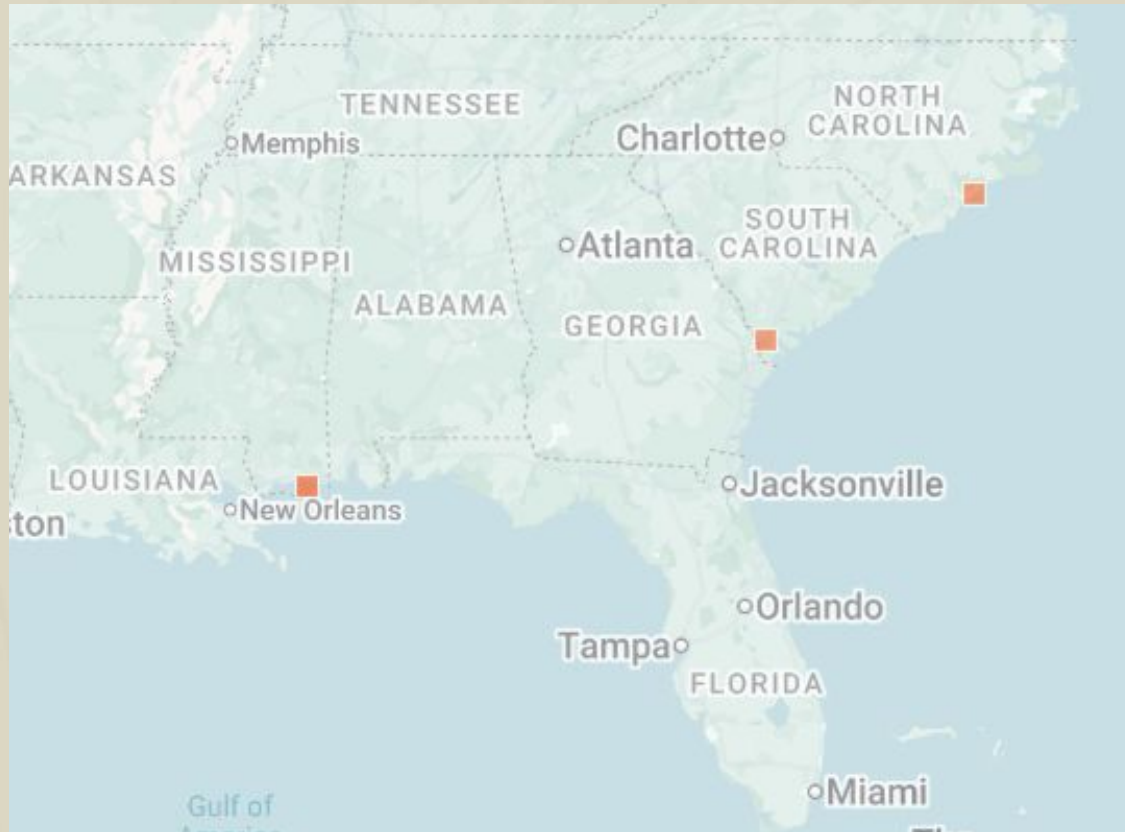 TENNESSEE
NORTH
CAROLINA
Charlotte
Memphis
ARKANSAS
SOUTH
CAROLINA
Atlanta
MISSISSIPPI
ALABAMA
GEORGIA
LOUISIANA
Jacksonville
New Orleans
ston
Orlando
Tampa
FLORIDA
Miami
Gulf of